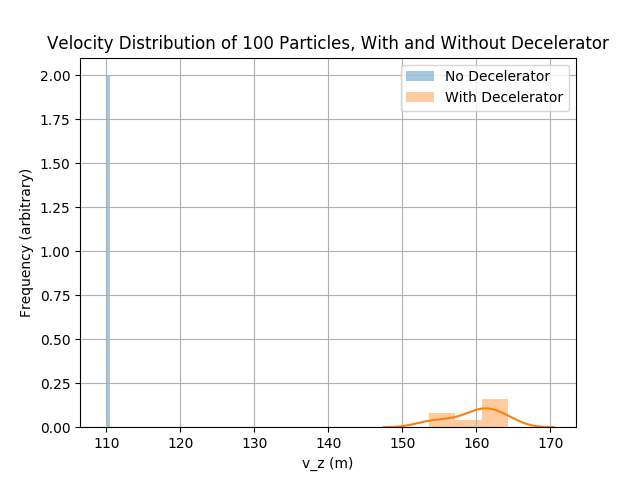 Velocity Distribution of 100 Particles, With and Without Decelerator
No Decelerator
With Decelerator
Frequency (arbitrary)
2.00
1.75
1.50
1.25
1.00
0.75
0.50
0.25
0.00
110 120 130 140 150 160 170
v_z (m)